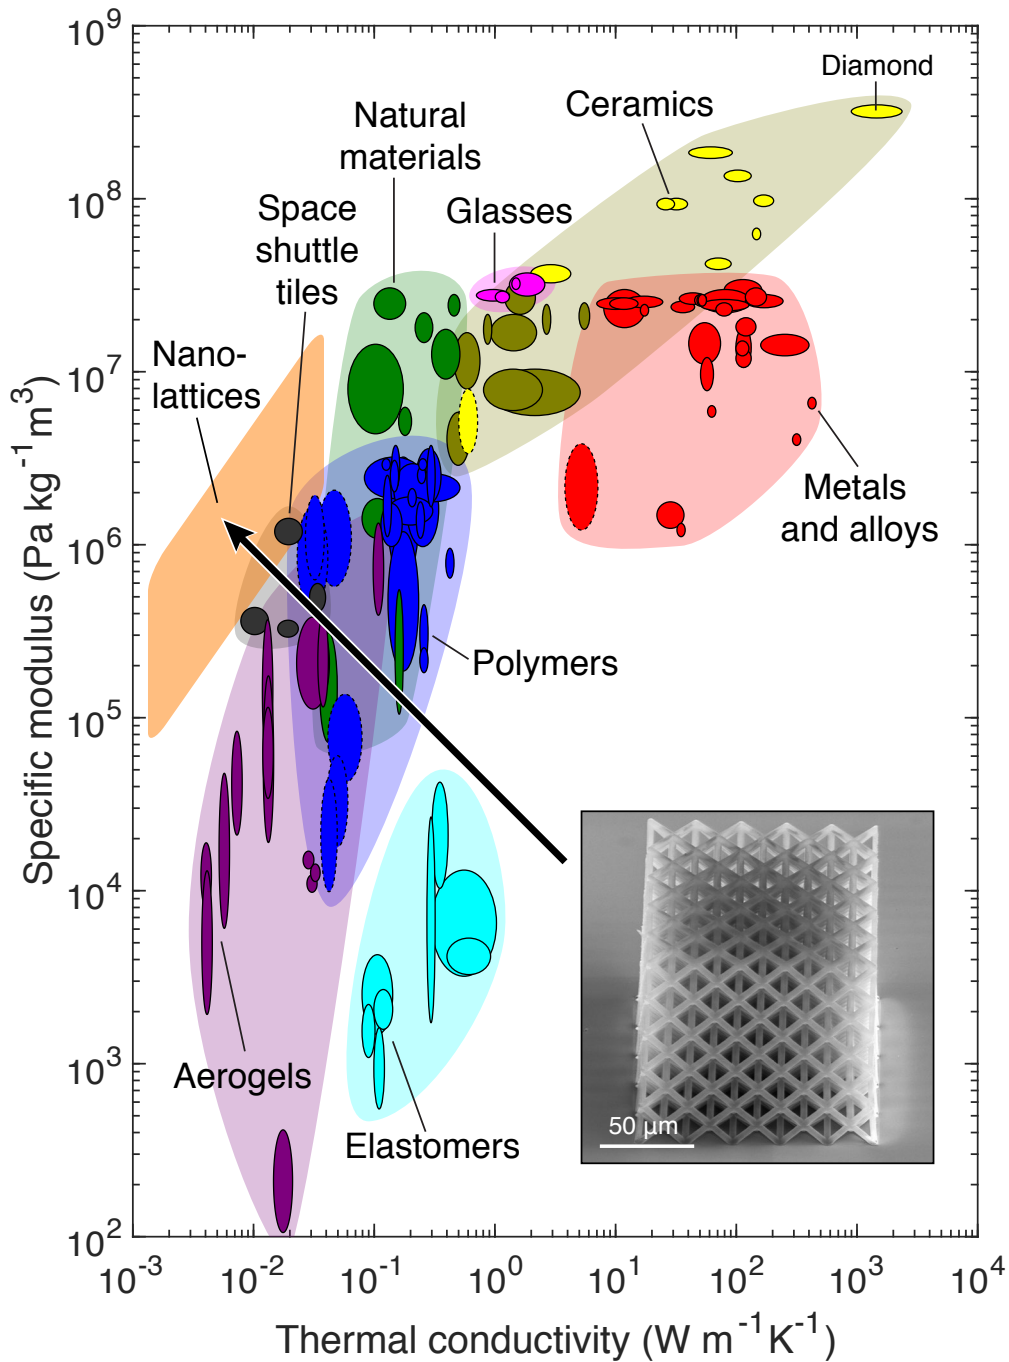 10^9
10^8
10^7
10^6
10^5
10^4
10^3
10^2
Specific modulus (Pa kg^-1 m^3)
Diamond
Ceramics
Natural
materials
Glasses
Space
shuttle
tiles
Nano-
lattices
Metals
and alloys
Polymers
Aerogels
Elastomers
50 µm
10^-3 10^-2 10^-1 10^0 10^1 10^2 10^3 10^4
Thermal conductivity (W m^-1 K^-1)